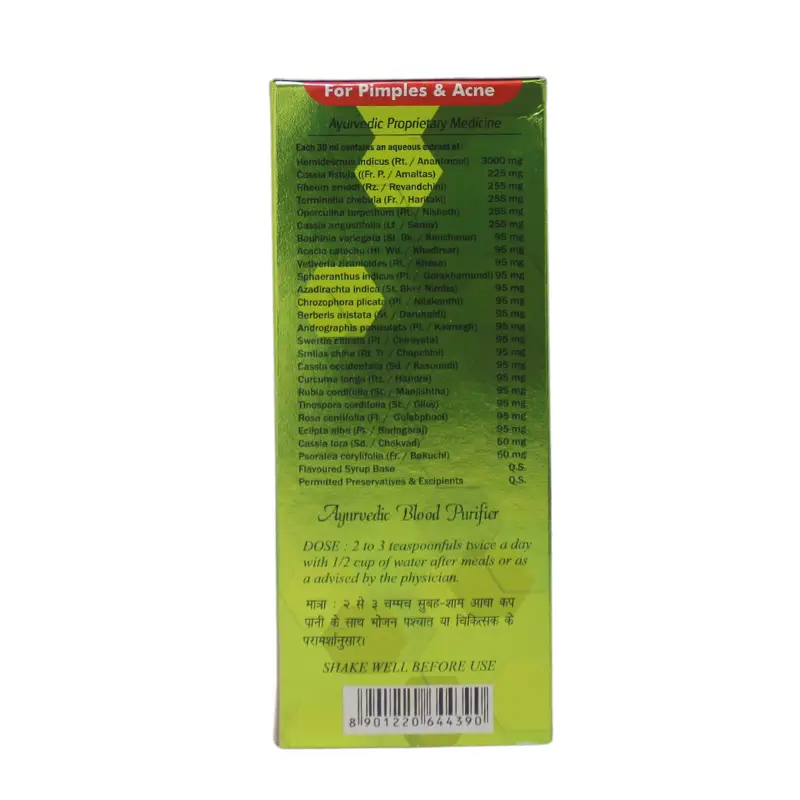 For Pimples & Acne
Ayurvedic Proprietary Medicine
Each 30 ml contains an aqueous extract of
Hemidesmus indicus (Rt. / Anantmool) 3000 mg
Cassia fistula ((Fr. P. / Amaltas) 225 mg
Rheum emodi (Rz. / Revandchini) 255 mg
Terminalia chebula (Fr. / Haritaki) 255 mg
Operculina turpethum (Rt. / Nishoth) 255 mg
Cassia angustifolia (Lf. / Sanay) 255 mg
Bauhinia variegata (St. Bk. / Kanchanar) 95 mg
Acacia catechu (Ht. Wd. / Khadirsar) 95 mg
Vetiveria zizanioides (Rt. / Khasa) 95 mg
Sphaeranthus indicus (Pl. / Gorakhamundi) 95 mg
Azadirachta indica (St. Bk. / Nimba) 95 mg
Chrozophora plicata (Pl. / Nilakanthi) 95 mg
Berberis aristata (St. / Daruhaldi) 95 mg
Andrographis paniculata (Pl. / Kalmegh) 95 mg
Swertia chirata (Pl. / Chirayata) 95 mg
Smilax china (Rt. Tr. / Chopchini) 95 mg
Cassia occidentalis (Sd. / Kasoundi) 95 mg
Curcuma longa (Rz. / Haridra) 95 mg
Rubia cordifolia (St. / Manjishtha) 95 mg
Tinospora cordifolia (St. / Giloy) 95 mg
Rosa centifolia (Fl. / Gulabphool) 95 mg
Eclipta alba (Pl. / Bhringaraj) 95 mg
Cassia tora (Sd. / Chakvad) 50 mg
Psoralea corylifolia (Fr. / Bakuchi) 50 mg
Flavoured Syrup Base Q.S.
Permitted Preservatives & Excipients Q.S.
Ayurvedic Blood Purifier
DOSE : 2 to 3 teaspoonfuls twice a day
with 1/2 cup of water after meals or as
a advised by the physician.
मात्रा : २ से ३ चम्मच सुबह-शाम आधा कप
पानी के साथ भोजन पश्चात या चिकित्सक के
परामर्शानुसार।
SHAKE WELL BEFORE USE
8 901220 644390